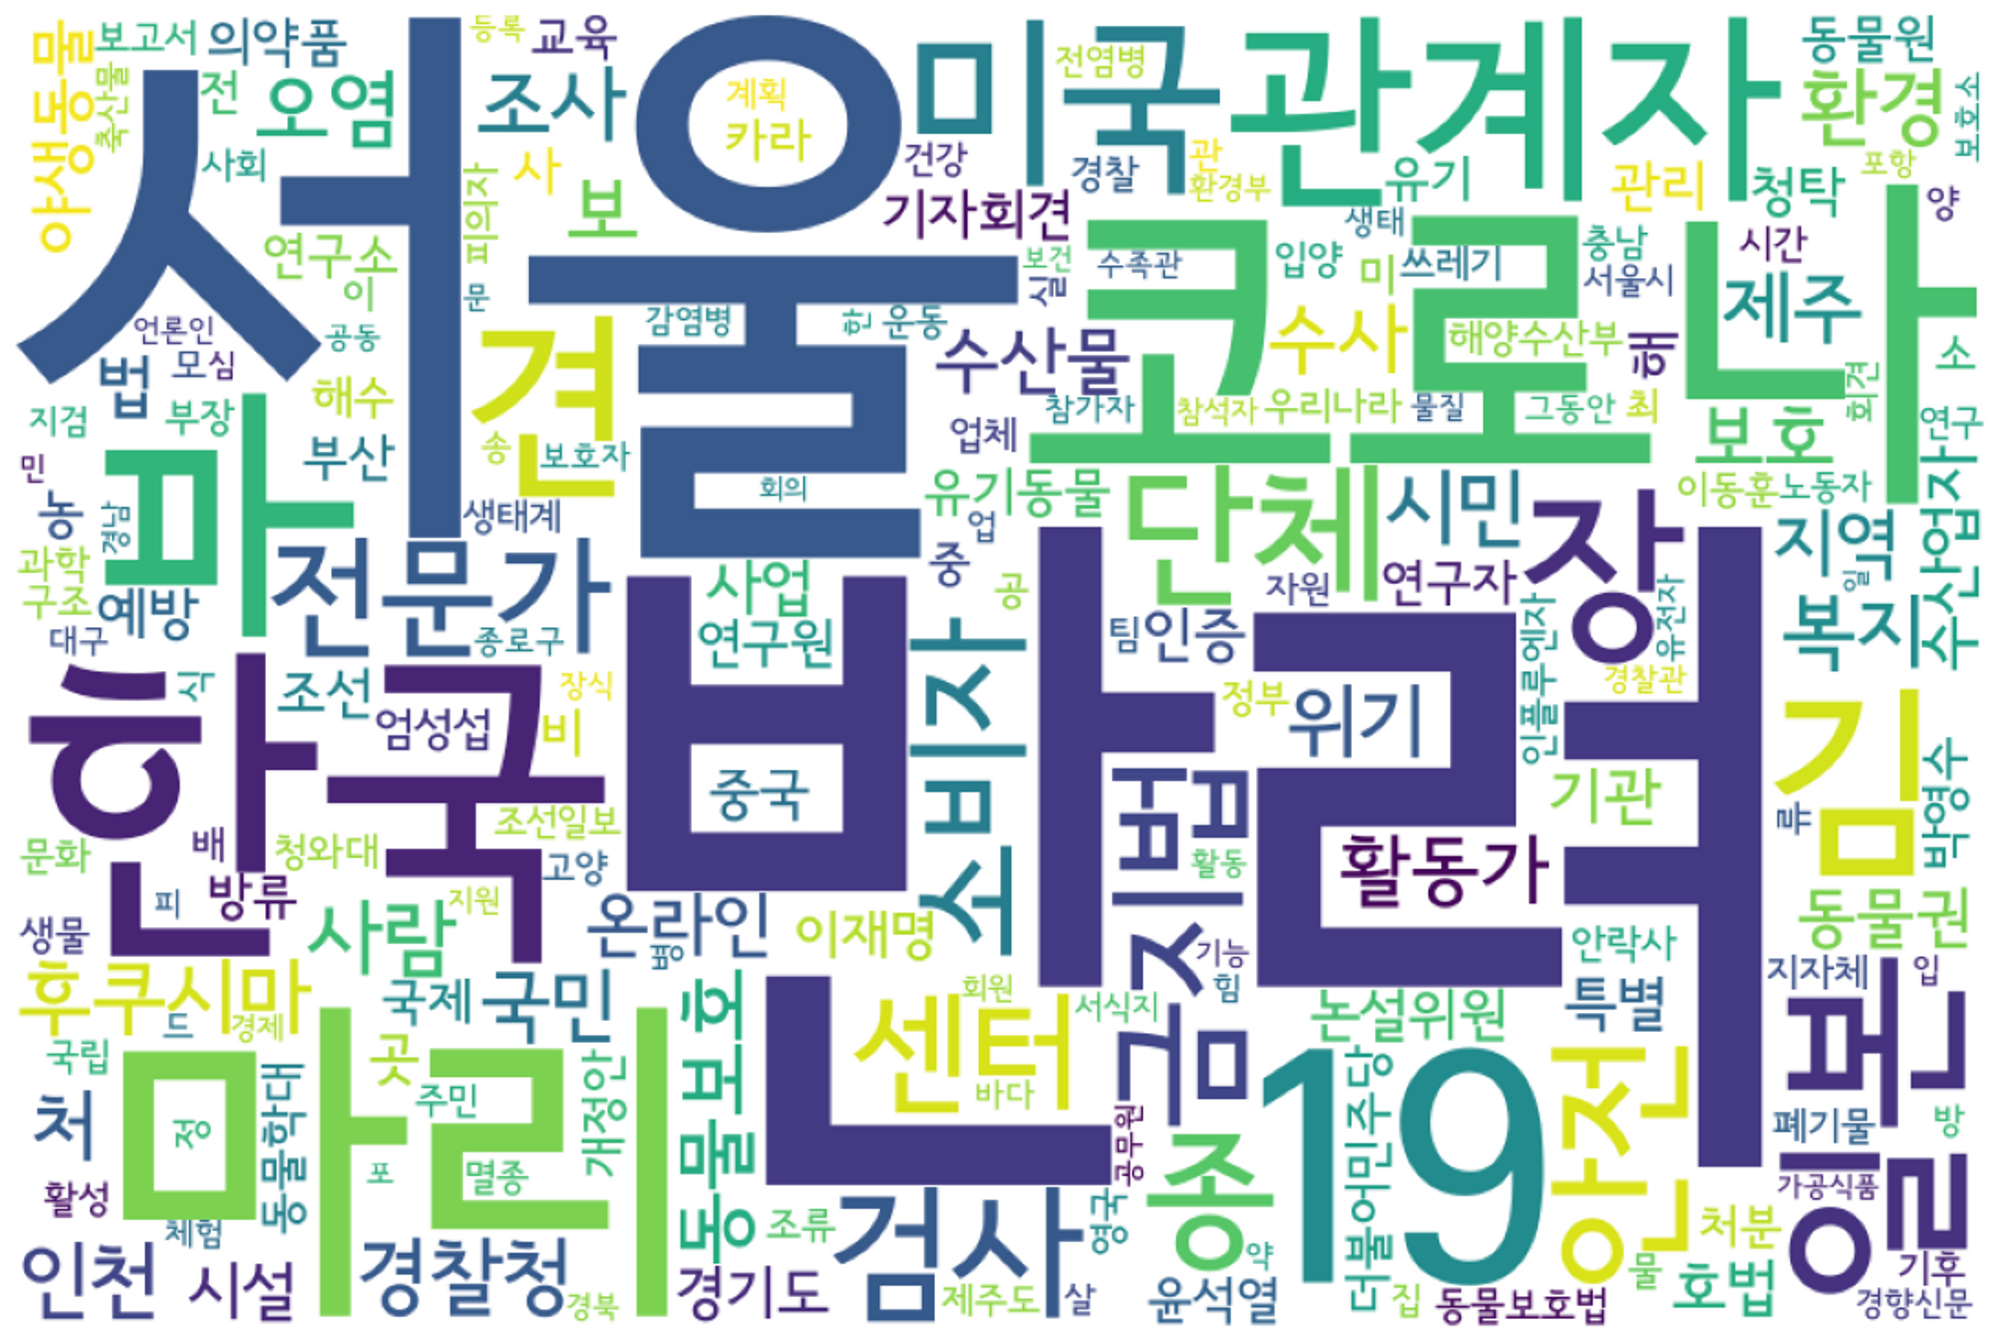 야생동물
보고서
의약품
등록
교육
축산물
전
오염
조사
계획
카라
미국
전염병
관계자
동물원
환경
보호소
서울
사회
피의자
사
보
건강
경찰
관
환경부
유기
관리
청탁
포항
양
기자회견
코로나
생태
입양
미
쓰레기
충남
서울시
시간
제주
연구소
이
문
보건
실
수족관
언론인
공동
모심
법
감염병
한
운동
수산물
수사
해양수산부
해
소
견
해수
지검
부장
바
부산
송
보호자
업체
참가자
참석자
우리나라
물질
그동안
최
회견
보호
연구
민
농
경남
회의
생태계
유기동물
업
단체
시민
장
이동훈
노동자
수산업자
과학
구조
예방
대구
전문가
종로구
사업
연구원
중
공
자원
연구자
지역
일
복지
유전자
인플루엔자
경찰관
팀
인증
바력
한국
식
조선
엄성섭
장식
비
반려
중국
소비자
정부
위기
기관
김
류
박영수
조선일보
문화
배
청와대
고양
방류
피
지원
생물
사람
온라인
병
이재명
김지법
활동
활동가
기능
힘
안락사
동물권
지자체
입
일본
후쿠시마
드
경제
국제
국민
동물보호
센터
회원
서식지
바다
논설위원
특별
국립
처
마리
정
동물학대
곳
주민
포
멸종
개정안
공무원
종
19
더불어민주당
안전
폐기물
방
가공식품
활성
체험
인천
시설
경찰청
경북
경기도
조류
검사
제주도
영국
살
약
윤석열
집
동물보호법
처분
물
호법
기후
경향신문